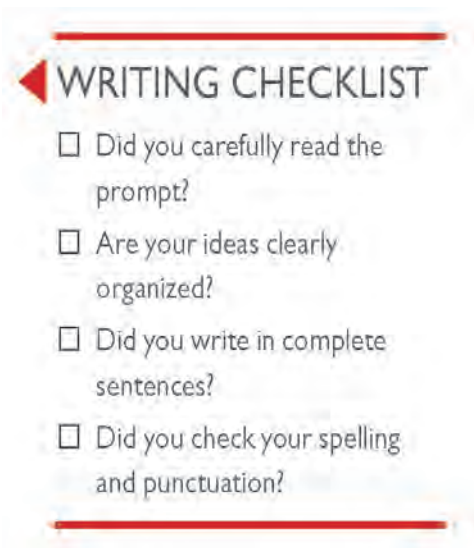 WRITING CHECKLIST
☐ Did you carefully read the
prompt?
☐ Are your ideas clearly
organized?
☐ Did you write in complete
sentences?
☐ Did you check your spelling
and punctuation?